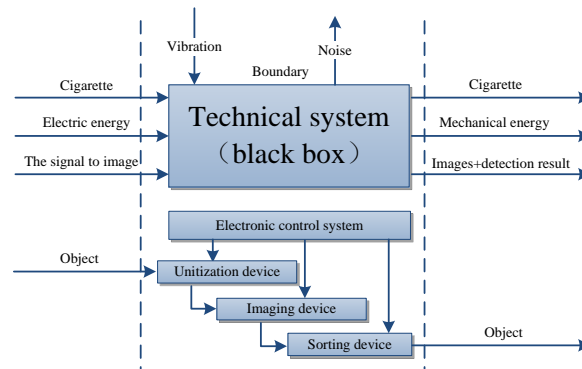 Vibration
Noise
Boundary
Cigarette
Electric energy
The signal to image
Technical system
（black box）
Cigarette
Mechanical energy
Images+detection result
Electronic control system
Object
Unitization device
Imaging device
Sorting device
Object